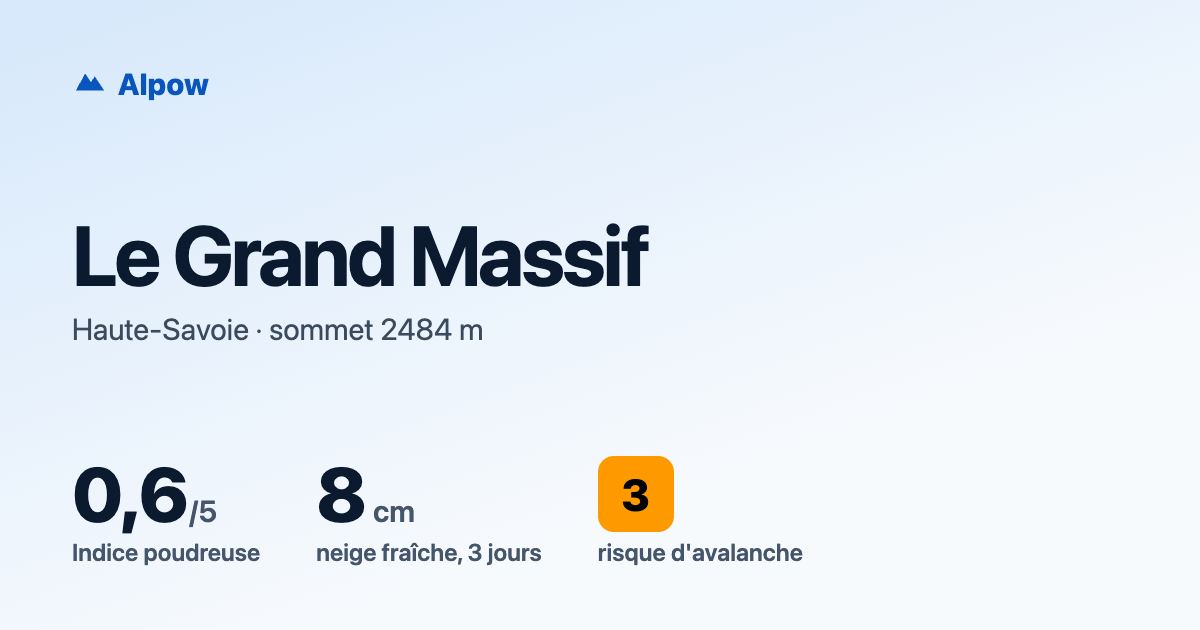 Alpow
Le Grand Massif
Haute-Savoie · sommet 2484 m
0,6/5
Indice poudreuse
8 cm
neige fraîche, 3 jours
3
risque d'avalanche